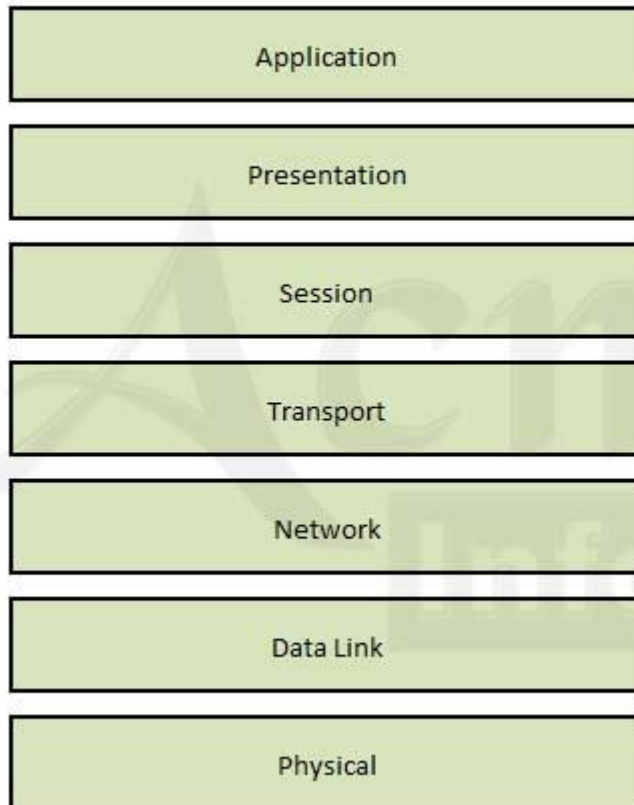 Application
Presentation
Session
Transport
Network
Data Link
Physical